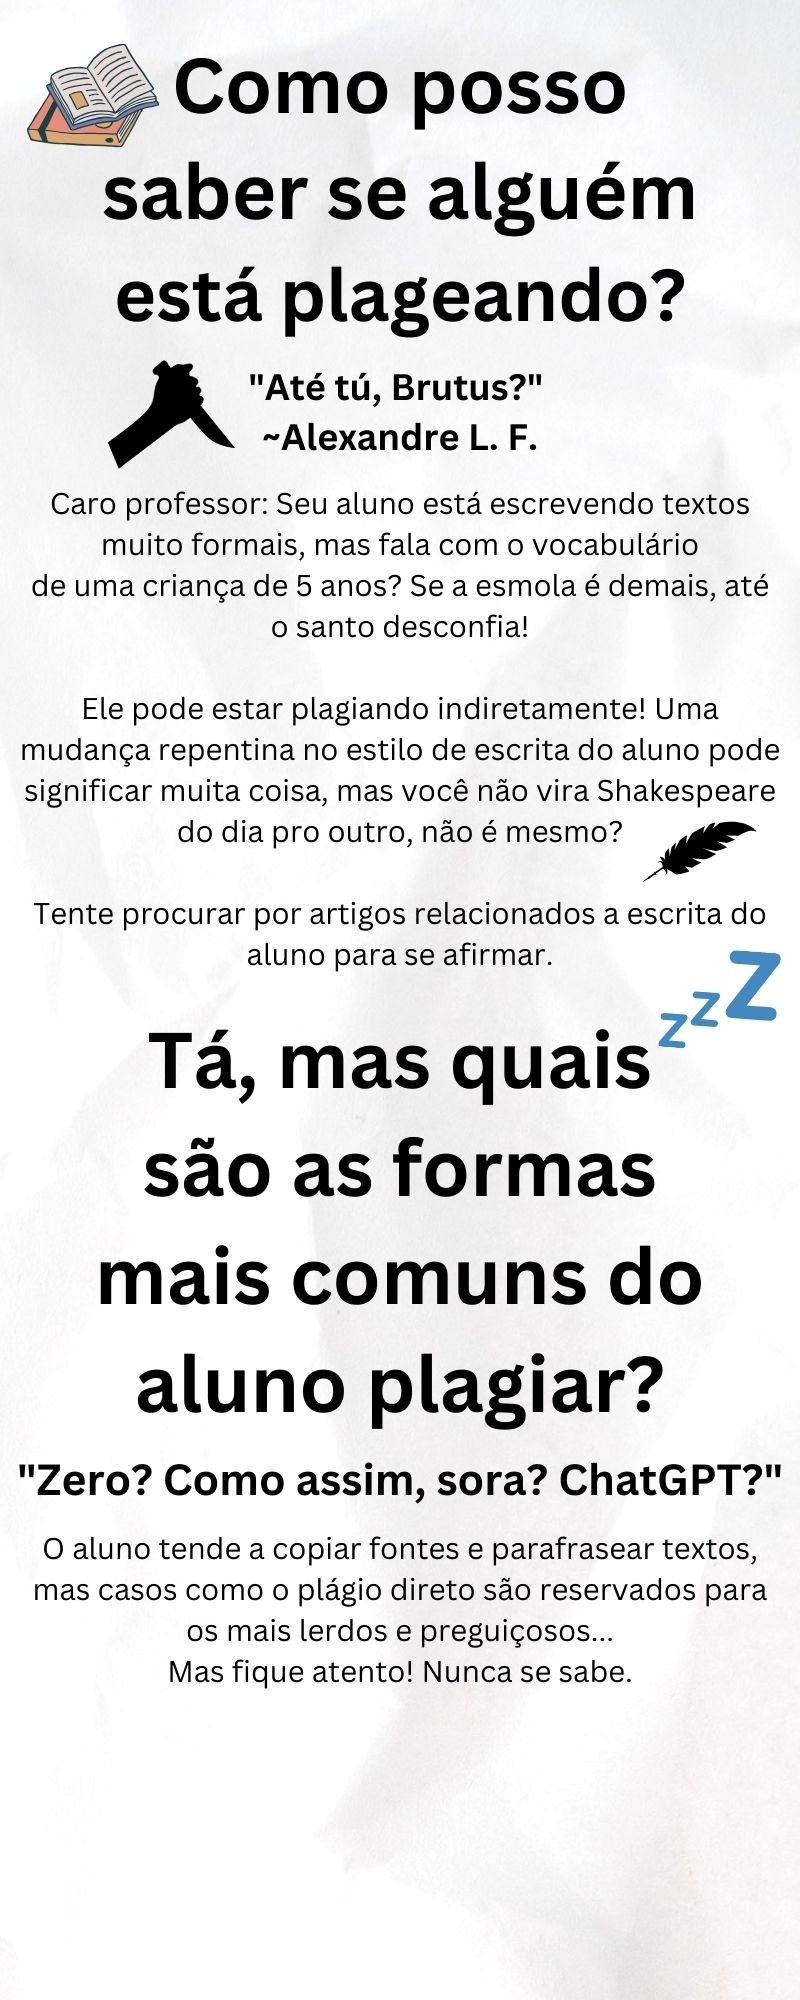 Como posso
saber se alguém
está plageando?
"Até tú, Brutus?"
~Alexandre L. F.
Caro professor: Seu aluno está escrevendo textos
muito formais, mas fala com o vocabulário
de uma criança de 5 anos? Se a esmola é demais, até
o santo desconfia!
Ele pode estar plagiando indiretamente! Uma
mudança repentina no estilo de escrita do aluno pode
significar muita coisa, mas você não vira Shakespeare
do dia pro outro, não é mesmo?
Tente procurar por artigos relacionados a escrita do
aluno para se afirmar.
zzZ
Tá, mas quais
são as formas
mais comuns do
aluno plagiar?
"Zero? Como assim, sora? ChatGPT?"
O aluno tende a copiar fontes e parafrasear textos,
mas casos como o plágio direto são reservados para
os mais lerdos e preguiçosos...
Mas fique atento! Nunca se sabe.